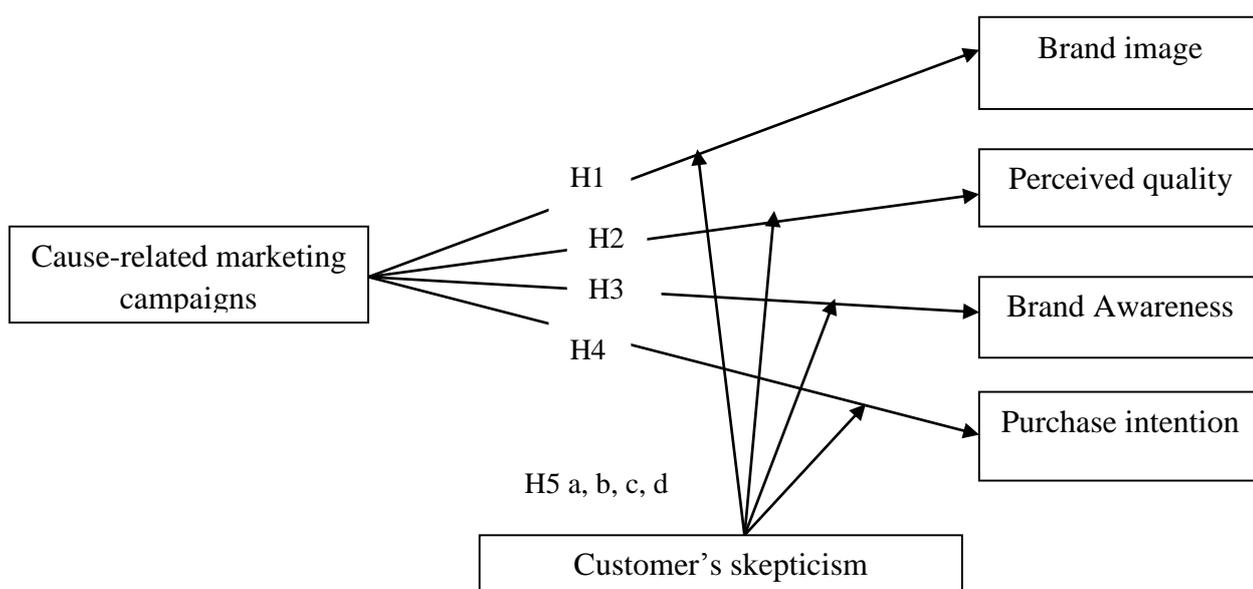 Brand image
H1
Perceived quality
H2
Cause-related marketing
campaigns
H3
Brand Awareness
H4
Purchase intention
H5 a, b, c, d
Customer’s skepticism